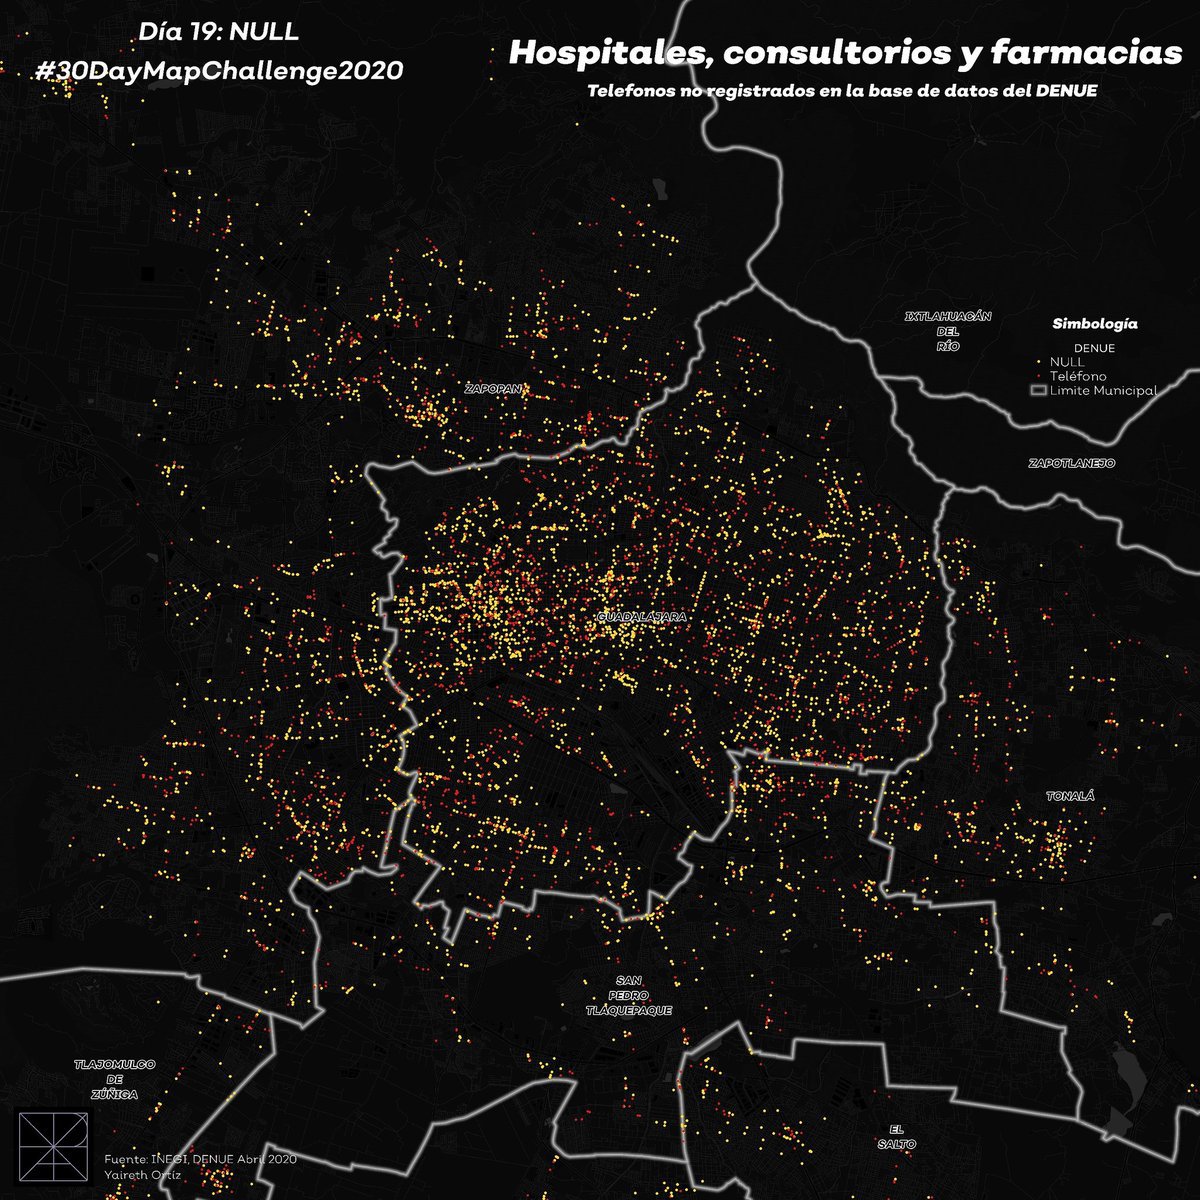 Día 19: NULL
#30DayMapChallenge2020
Hospitales, consultorios y farmacias
Telefonos no registrados en la base de datos del DENUE
IXTLAHUACÁN
DEL
RÍO
Simbología
DENUE
NULL
Teléfono
Limite Municipal
ZAPOPAN
ZAPOTLANEJO
GUADALAJARA
TONALÁ
SAN
PEDRO
TLAQUEPAQUE
TLAJOMULCO
DE
ZÚÑIGA
EL
SALTO
Fuente: INEGI, DENUE Abril 2020
Yaireth Ortíz